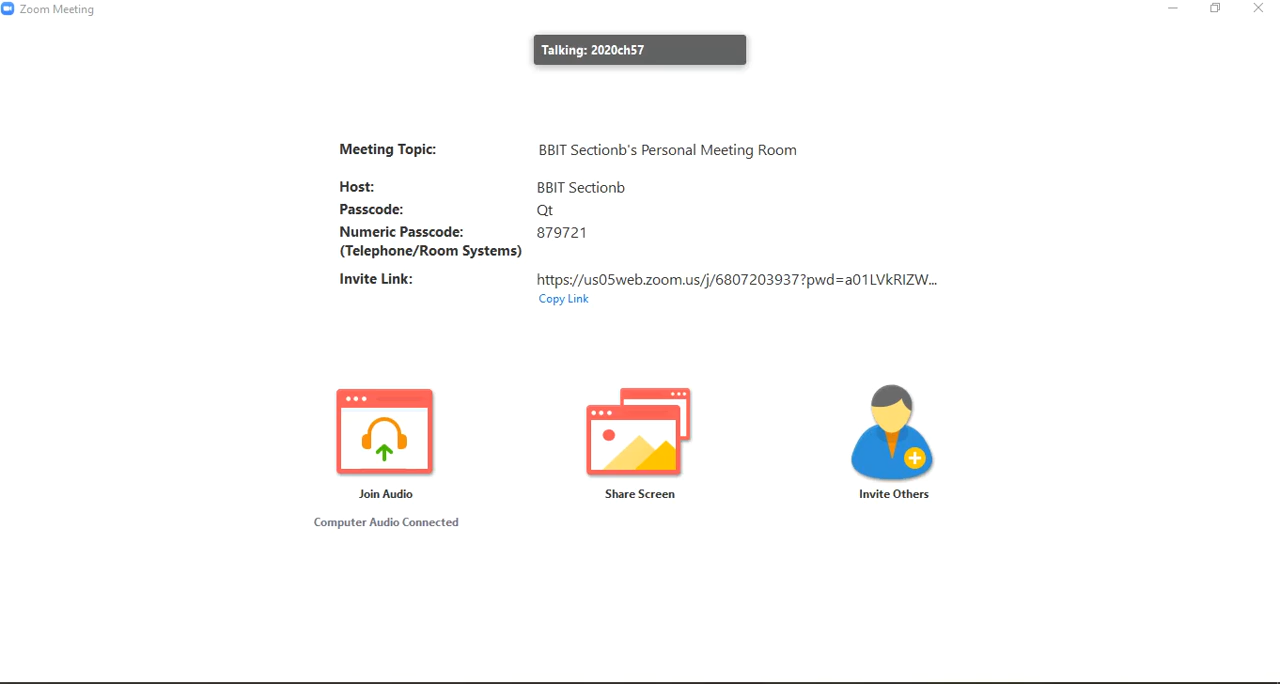 Zoom Meeting
Talking: 2020ch57
Meeting Topic: BBIT Sectionb's Personal Meeting Room
Host: BBIT Sectionb
Passcode: Qt
Numeric Passcode: 879721
(Telephone/Room Systems)
Invite Link: https://us05web.zoom.us/j/6807203937?pwd=a01LVkRIZW...
Copy Link
Join Audio
Share Screen
Invite Others
Computer Audio Connected